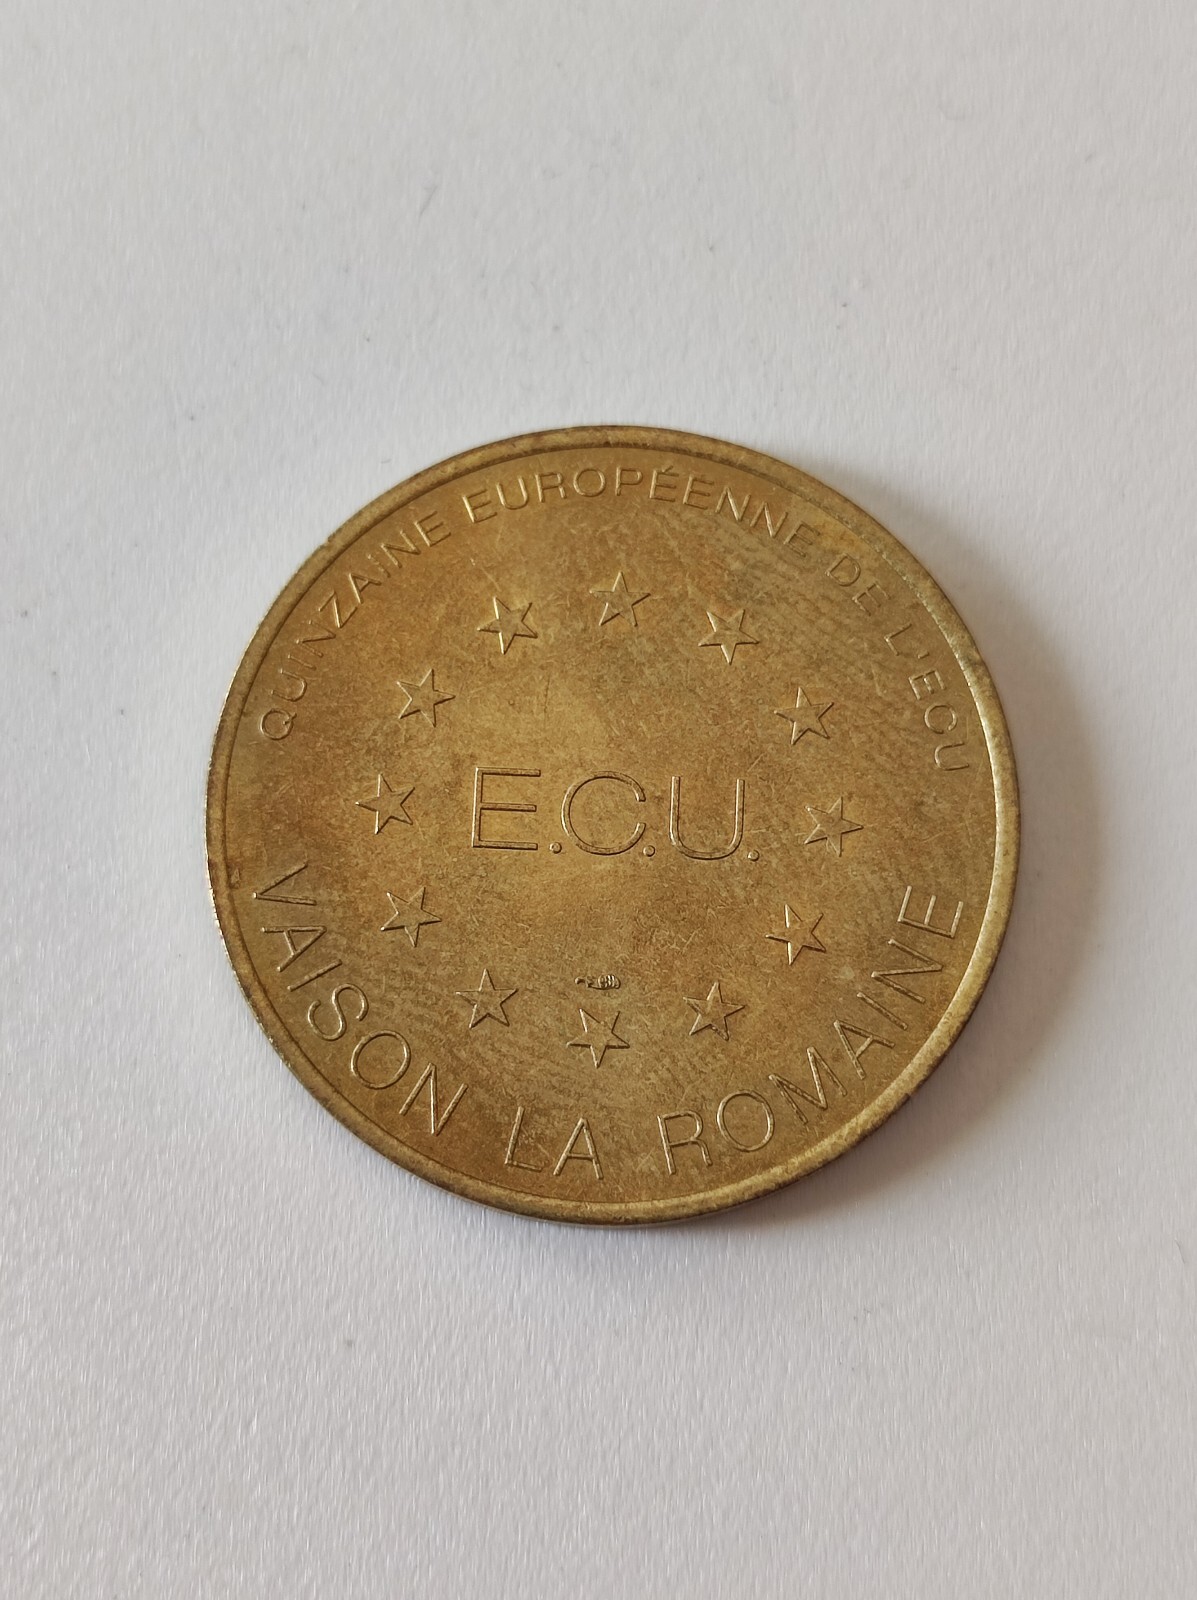 QUINZAINE EUROPÉENNE DE L'ECU
E.C.U.
VAISON LA ROMAINE